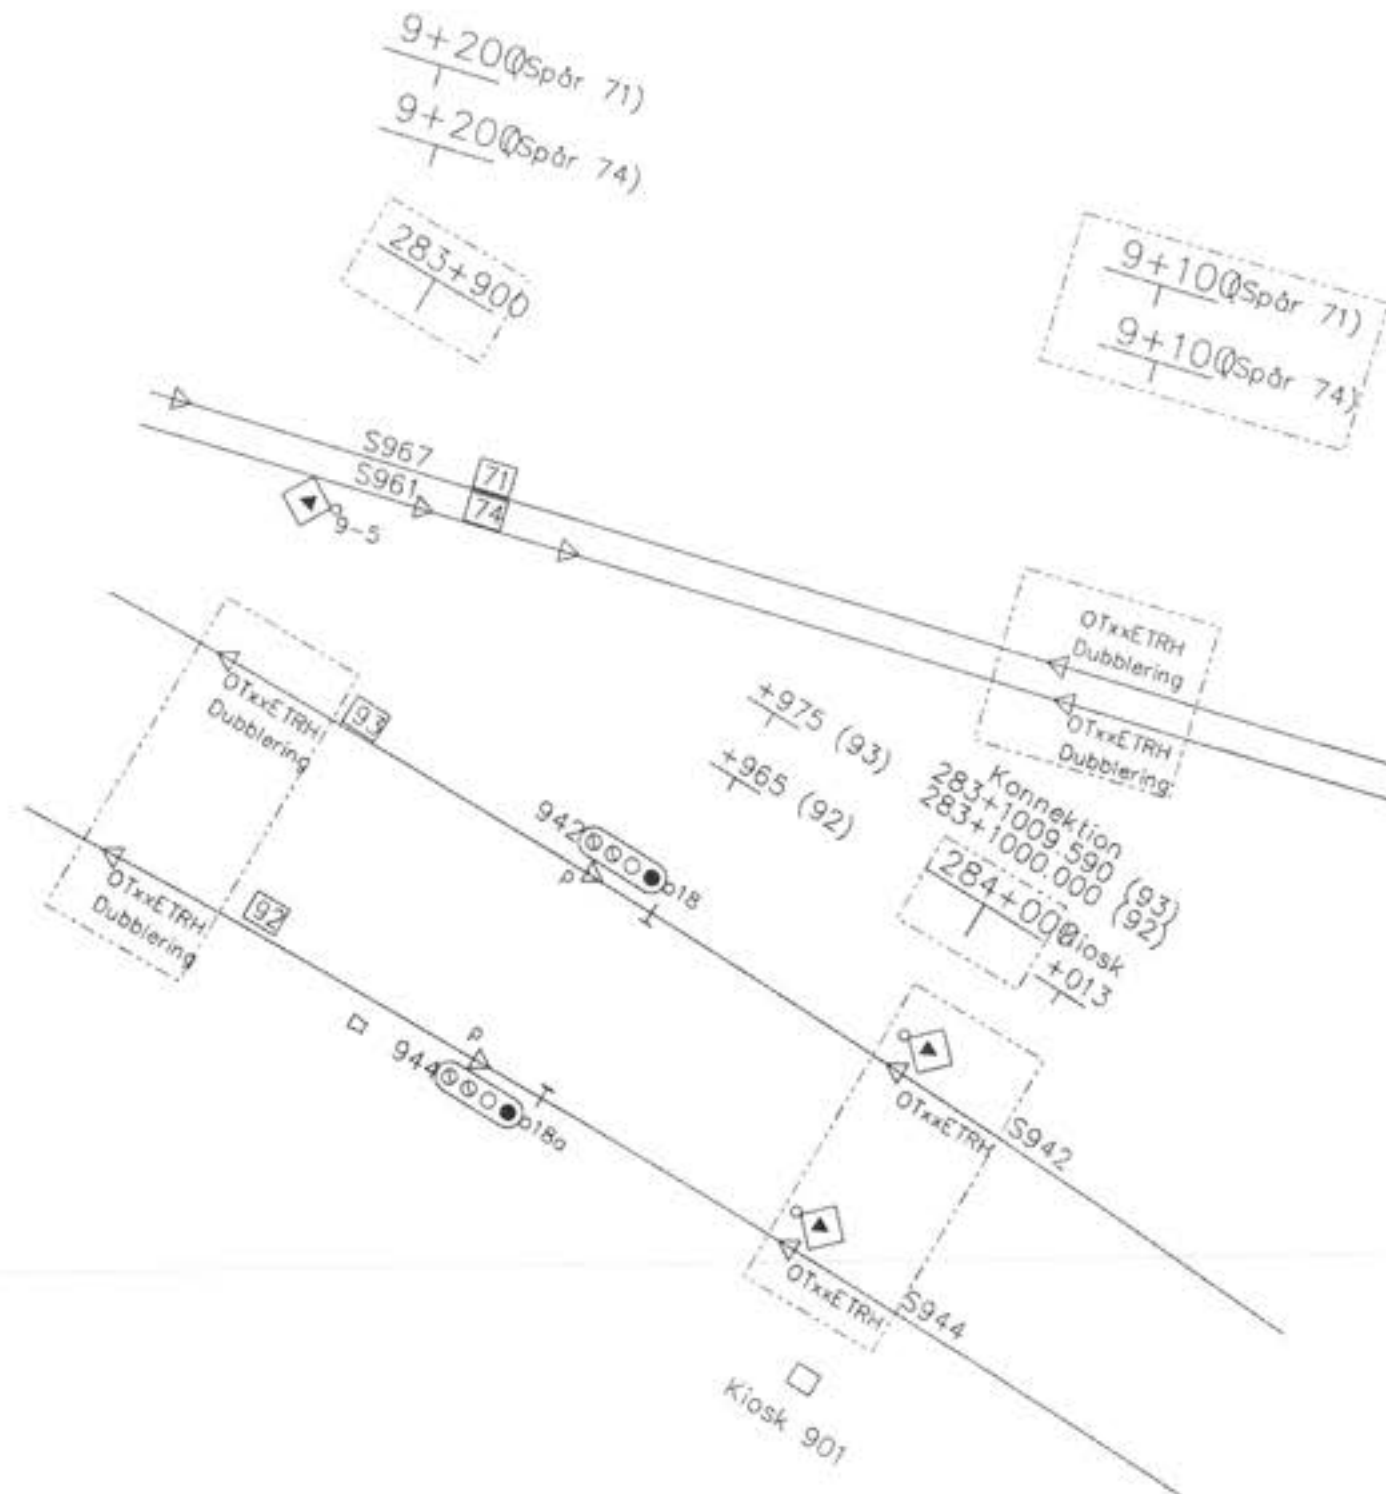 9+200 (Spår 71)
9+200 (Spår 74)
283+900
9+100 (Spår 71)
9+100 (Spår 74)
S967
71
S961
74
9-5
OTxxETRH
Dubblering
OTxxETRH
Dubblering
OTxxETRH
Dubblering
93
+975 (93)
+965 (92)
Konnektion
283+1009.590 (93)
283+1000.000 (92)
284+000
Kiosk
+013
942
p
p18
OTxxETRH
Dubblering
92
p
944
p18a
OTxxETRH
S942
OTxxETRH
S944
Kiosk 901